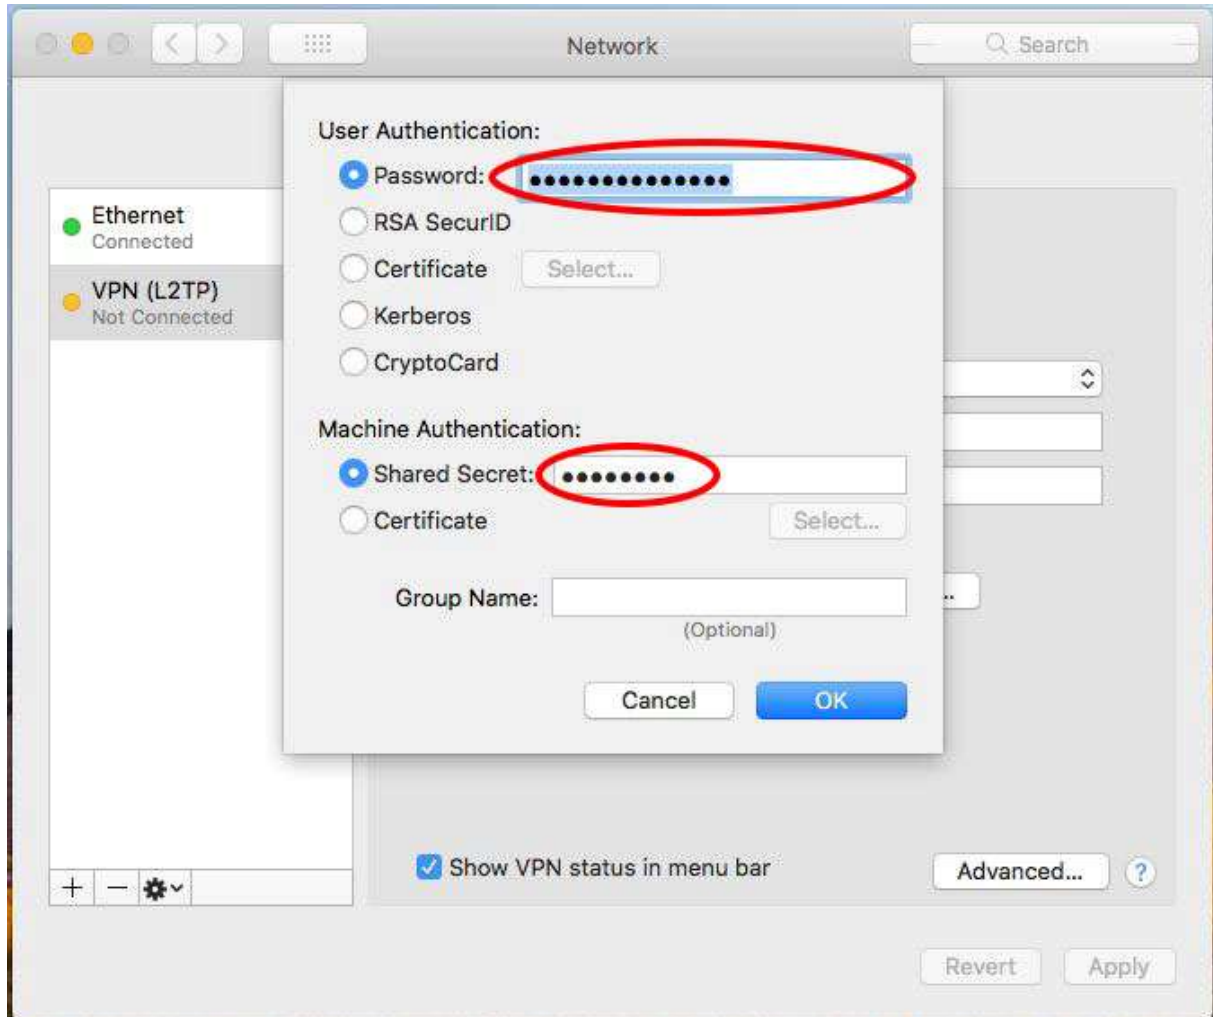 Network
Search
User Authentication:
Password: ●●●●●●●●●●●●●●
RSA SecurID
Certificate Select...
Kerberos
CryptoCard
Machine Authentication:
Shared Secret: ●●●●●●●●
Certificate Select...
Group Name:
(Optional)
Cancel OK
Ethernet
Connected
VPN (L2TP)
Not Connected
..
Show VPN status in menu bar
Advanced... ?
Revert Apply